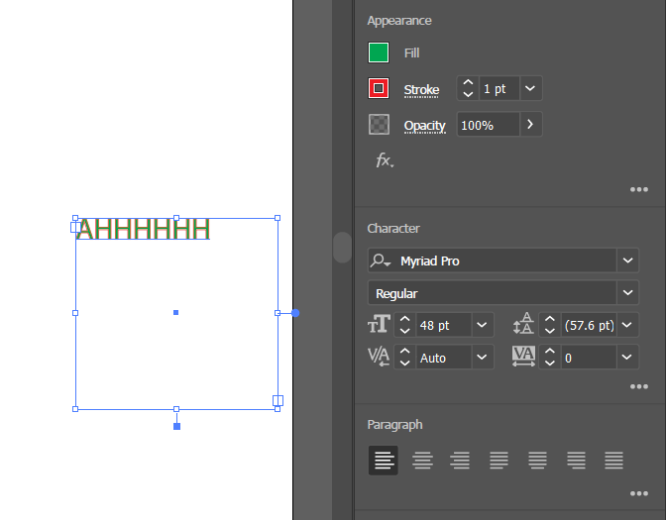 Appearance
Fill
Stroke 1 pt
Opacity 100%
fx.
AHHHHHH
Character
Myriad Pro
Regular
48 pt (57.6 pt)
Auto 0
Paragraph